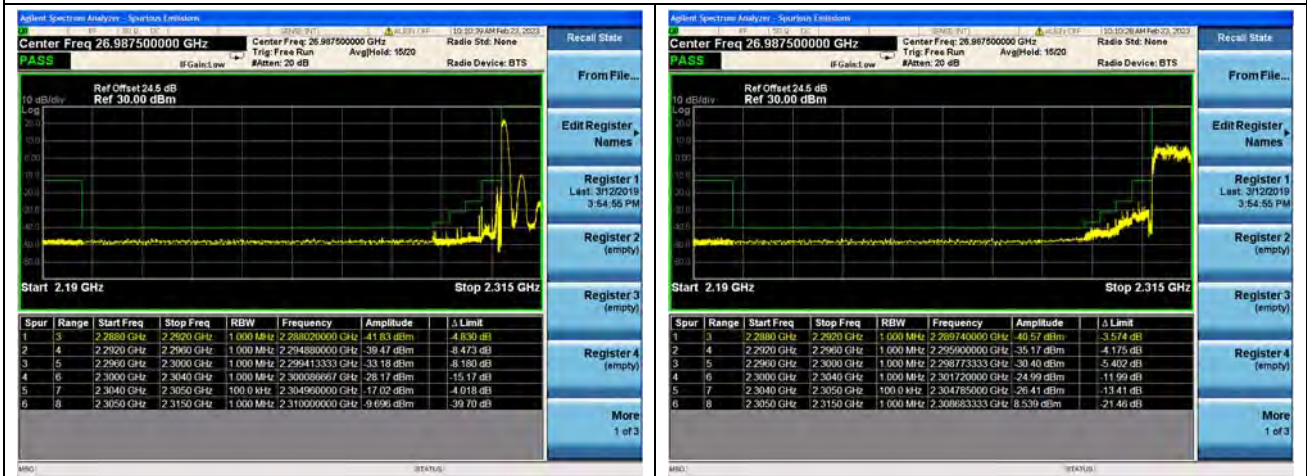 Agilent Spectrum Analyzer - Spurious Emissions
Center Freq 26.987500000 GHz
Center Freq: 26.987500000 GHz
Trig: Free Run
Avg|Hold: 15/20
IFGain:Low
#Atten: 20 dB
10:10:39 AM Feb 23, 2023
Radio Std: None
Radio Device: BTS
PASS
Ref Offset 24.5 dB
10 dB/div
Ref 30.00 dBm
Log
Start 2.19 GHz
Stop 2.315 GHz
Spur Range Start Freq Stop Freq RBW Frequency Amplitude Δ Limit
1 3 2.2880 GHz 2.2920 GHz 1.000 MHz 2.288020000 GHz -41.83 dBm -4.830 dB
2 4 2.2920 GHz 2.2960 GHz 1.000 MHz 2.294880000 GHz -39.47 dBm -8.473 dB
3 5 2.2960 GHz 2.3000 GHz 1.000 MHz 2.299413333 GHz -33.18 dBm -8.180 dB
4 6 2.3000 GHz 2.3040 GHz 1.000 MHz 2.300086667 GHz -28.17 dBm -15.17 dB
5 7 2.3040 GHz 2.3050 GHz 100.0 kHz 2.304960000 GHz -17.02 dBm -4.018 dB
6 8 2.3050 GHz 2.3150 GHz 1.000 MHz 2.310000000 GHz -9.696 dBm -39.70 dB
MSG
STATUS
Recall State
From File...
Edit Register Names
Register 1
Last: 3/12/2019
3:54:55 PM
Register 2
(empty)
Register 3
(empty)
Register 4
(empty)
More
1 of 3
Agilent Spectrum Analyzer - Spurious Emissions
Center Freq 26.987500000 GHz
Center Freq: 26.987500000 GHz
Trig: Free Run
Avg|Hold: 15/20
IFGain:Low
#Atten: 20 dB
10:10:28 AM Feb 23, 2023
Radio Std: None
Radio Device: BTS
PASS
Ref Offset 24.5 dB
10 dB/div
Ref 30.00 dBm
Log
Start 2.19 GHz
Stop 2.315 GHz
Spur Range Start Freq Stop Freq RBW Frequency Amplitude Δ Limit
1 3 2.2880 GHz 2.2920 GHz 1.000 MHz 2.289740000 GHz -40.57 dBm -3.574 dB
2 4 2.2920 GHz 2.2960 GHz 1.000 MHz 2.295900000 GHz -35.17 dBm -4.175 dB
3 5 2.2960 GHz 2.3000 GHz 1.000 MHz 2.298773333 GHz -30.40 dBm -5.402 dB
4 6 2.3000 GHz 2.3040 GHz 1.000 MHz 2.301720000 GHz -24.99 dBm -11.99 dB
5 7 2.3040 GHz 2.3050 GHz 100.0 kHz 2.304785000 GHz -26.41 dBm -13.41 dB
6 8 2.3050 GHz 2.3150 GHz 1.000 MHz 2.308683333 GHz 8.539 dBm -21.46 dB
MSG
STATUS
Recall State
From File...
Edit Register Names
Register 1
Last: 3/12/2019
3:54:55 PM
Register 2
(empty)
Register 3
(empty)
Register 4
(empty)
More
1 of 3